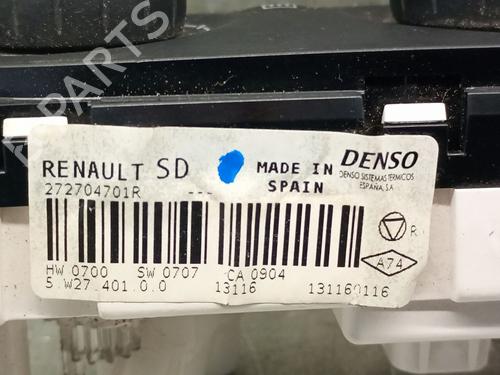 B-PARTS
RENAULT SD
272704701R
MADE IN
SPAIN
DENSO
DENSO SISTEMAS TERMICOS
ESPAÑA, S.A.
R
HW 0700 SW 0707 CA 0904
5.W27.401.0.0 13116 131160116
A74